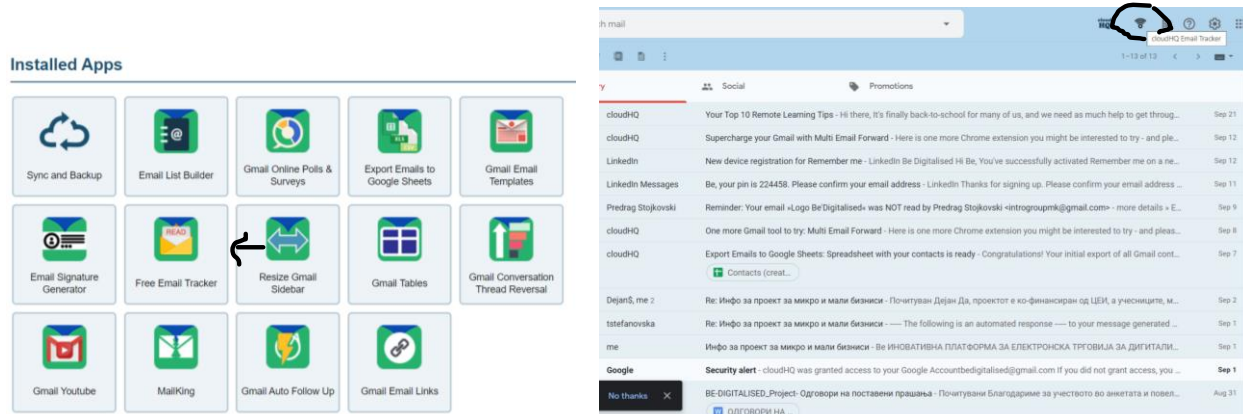 Installed Apps
Sync and Backup
Email List Builder
Gmail Online Polls &
Surveys
Export Emails to
Google Sheets
Gmail Email
Templates
Email Signature
Generator
READ
Free Email Tracker
Resize Gmail
Sidebar
Gmail Tables
Gmail Conversation
Thread Reversal
Gmail Youtube
MailKing
Gmail Auto Follow Up
Gmail Email Links
ch mail
cloudHQ Email Tracker
1–13 of 13
Social
Promotions
cloudHQ Your Top 10 Remote Learning Tips - Hi there, It's finally back-to-school for many of us, and we need as much help to get throug... Sep 21
cloudHQ Supercharge your Gmail with Multi Email Forward - Here is one more Chrome extension you might be interested to try - and ple... Sep 12
LinkedIn New device registration for Remember me - LinkedIn Be Digitalised Hi Be, You've successfully activated Remember me on a ne... Sep 12
LinkedIn Messages Be, your pin is 224458. Please confirm your email address - LinkedIn Thanks for signing up. Please confirm your email address ... Sep 11
Predrag Stojkovski Reminder: Your email »Logo Be'Digitalised« was NOT read by Predrag Stojkovski <introgroupmk@gmail.com> - more details » E... Sep 9
cloudHQ One more Gmail tool to try: Multi Email Forward - Here is one more Chrome extension you might be interested to try - and pleas... Sep 8
cloudHQ Export Emails to Google Sheets: Spreadsheet with your contacts is ready - Congratulations! Your initial export of all Gmail cont... Sep 7
Contacts (creat...
DejanS, me 2 Re: Инфо за проект за микро и мали бизниси - Почитуван Дејан Да, проектот е ко-финансиран од ЦЕИ, а учесниците, м... Sep 2
tstefanovska Re: Инфо за проект за микро и мали бизниси - ---- The following is an automated response ---- to your message generated ... Sep 1
me Инфо за проект за микро и мали бизниси - Ве ИНОВАТИВНА ПЛАТФОРМА ЗА ЕЛЕКТРОНСКА ТРГОВИЈА ЗА ДИГИТАЛИ... Sep 1
Google Security alert - cloudHQ was granted access to your Google Accountbedigitalised@gmail.com If you did not grant access, you ... Sep 1
No thanks X
BE-DIGITALISED_Project- Одговори на поставени прашања - Почитувани Благодариме за учеството во анкетата и повел... Aug 31
W ОДГОВОРИ НА...